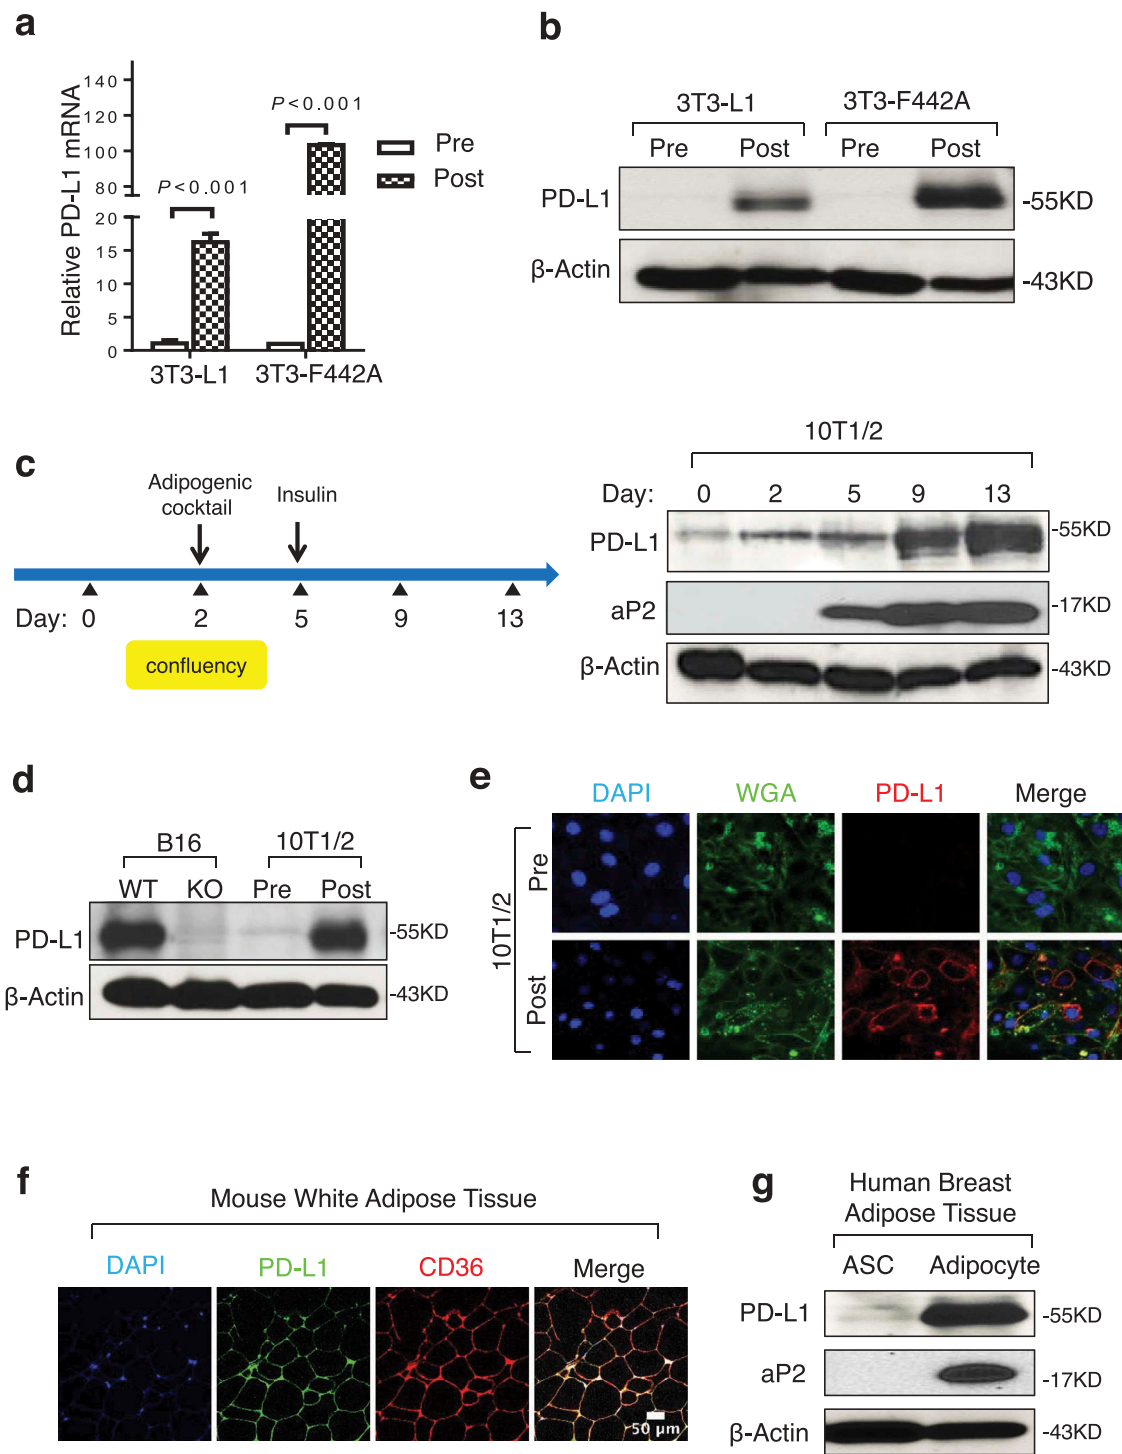 a
Relative PD-L1 mRNA
140
120
100
80
60
20
15
10
5
0
P<0.001
P<0.001
Pre
Post
3T3-L1
3T3-F442A
b
3T3-L1
3T3-F442A
Pre
Post
Pre
Post
PD-L1
-55KD
β-Actin
-43KD
c
Adipogenic
cocktail
Insulin
Day:
0
2
5
9
13
confluency
10T1/2
Day:
0
2
5
9
13
PD-L1
-55KD
aP2
-17KD
β-Actin
-43KD
d
B16
10T1/2
WT
KO
Pre
Post
PD-L1
-55KD
β-Actin
-43KD
e
DAPI
WGA
PD-L1
Merge
10T1/2
Pre
Post
f
Mouse White Adipose Tissue
DAPI
PD-L1
CD36
Merge
50 μm
g
Human Breast
Adipose Tissue
ASC
Adipocyte
PD-L1
-55KD
aP2
-17KD
β-Actin
-43KD